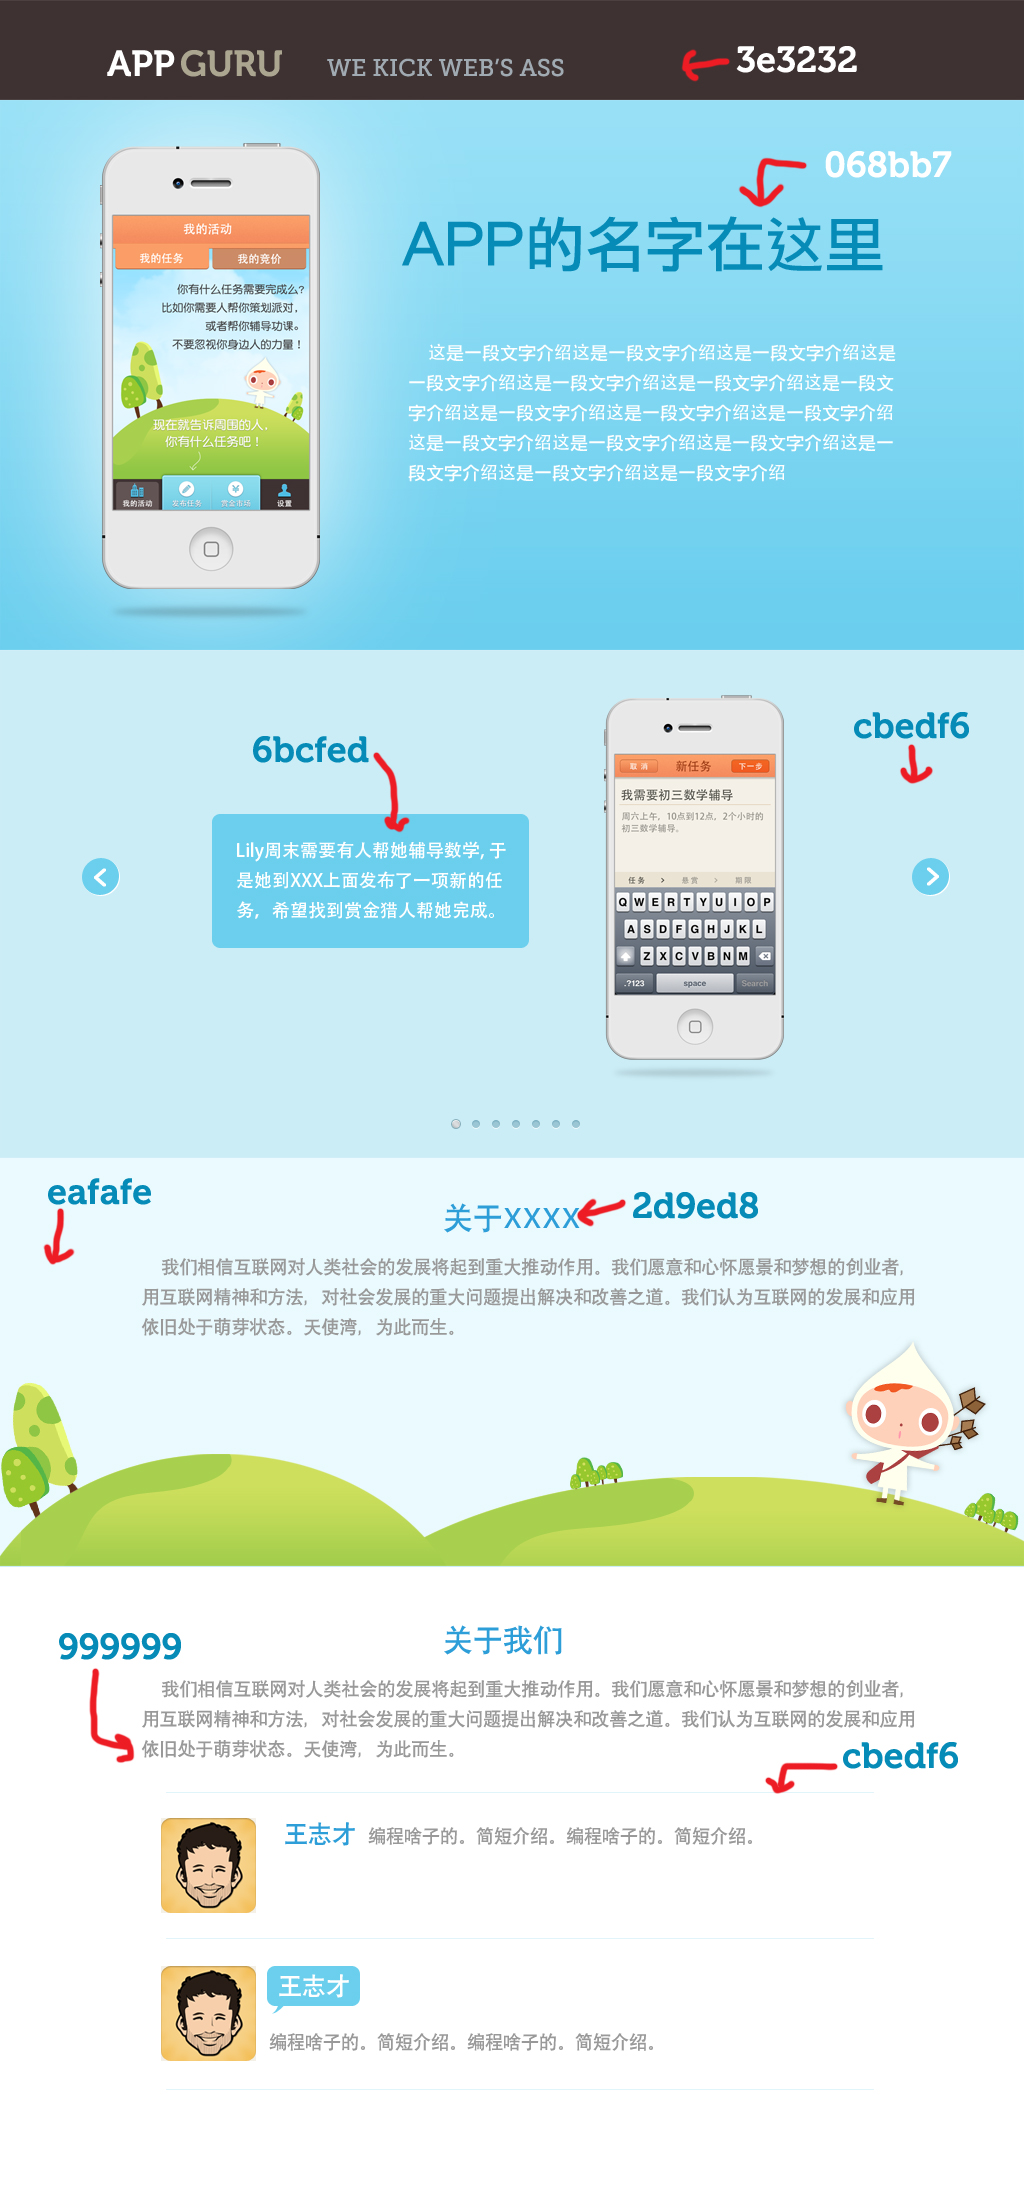 APP GURU WE KICK WEB'S ASS 3e3232
068bb7
APP的名字在这里
我的活动
我的任务 我的竞价
你有什么任务需要完成么?
比如你需要人帮你策划派对，
或者帮你辅导功课。
不要忽视你身边人的力量！
现在就告诉周围的人，
你有什么任务吧！
我的活动 发布任务 赏金市场 设置
这是一段文字介绍这是一段文字介绍这是一段文字介绍这是
一段文字介绍这是一段文字介绍这是一段文字介绍这是一段文
字介绍这是一段文字介绍这是一段文字介绍这是一段文字介绍
这是一段文字介绍这是一段文字介绍这是一段文字介绍这是一
段文字介绍这是一段文字介绍这是一段文字介绍
6bcfed
cbedf6
Lily周末需要有人帮她辅导数学, 于
是她到XXX上面发布了一项新的任
务，希望找到赏金猎人帮她完成。
取消 新任务 下一步
我需要初三数学辅导
周六上午，10点到12点，2个小时的
初三数学辅导。
任务 > 悬赏 > 期限
Q W E R T Y U I O P
A S D F G H J K L
Z X C V B N M
.?123 space Search
eafafe
关于XXXX
2d9ed8
我们相信互联网对人类社会的发展将起到重大推动作用。我们愿意和心怀愿景和梦想的创业者，
用互联网精神和方法，对社会发展的重大问题提出解决和改善之道。我们认为互联网的发展和应用
依旧处于萌芽状态。天使湾，为此而生。
999999
关于我们
我们相信互联网对人类社会的发展将起到重大推动作用。我们愿意和心怀愿景和梦想的创业者，
用互联网精神和方法，对社会发展的重大问题提出解决和改善之道。我们认为互联网的发展和应用
依旧处于萌芽状态。天使湾，为此而生。
cbedf6
王志才 编程啥子的。简短介绍。编程啥子的。简短介绍。
王志才
编程啥子的。简短介绍。编程啥子的。简短介绍。